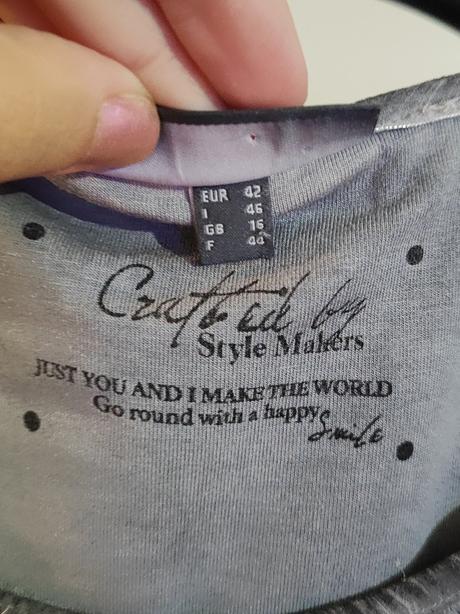 EUR 42
I 46
GB 16
F 44
Crafted by
Style Makers
JUST YOU AND I MAKE THE WORLD
Go round with a happy
Smile